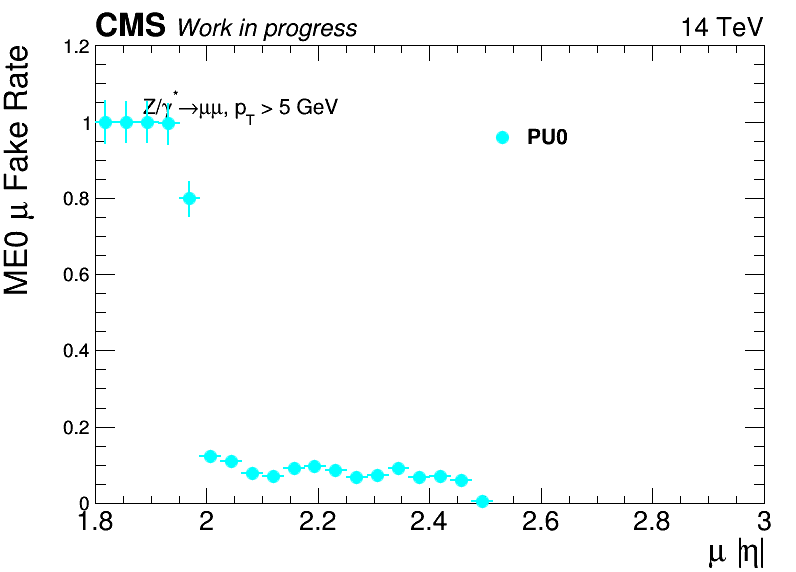 CMS Work in progress 14 TeV
ME0 μ Fake Rate
1.2
1
0.8
0.6
0.4
0.2
0
Z/γ* →μμ, p_T > 5 GeV
PU0
1.8 2 2.2 2.4 2.6 2.8 3
μ |η|